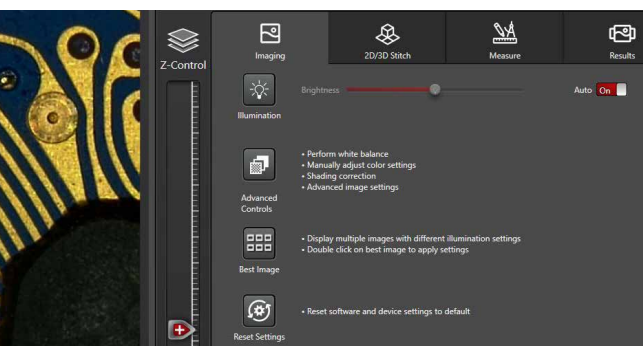 Z-Control
Imaging
2D/3D Stitch
Measure
Results
Illumination
Brightness
Auto
On
Advanced
Controls
• Perform white balance
• Manually adjust color settings
• Shading correction
• Advanced image settings
Best Image
• Display multiple images with different illumination settings
• Double click on best image to apply settings
Reset Settings
• Reset software and device settings to default